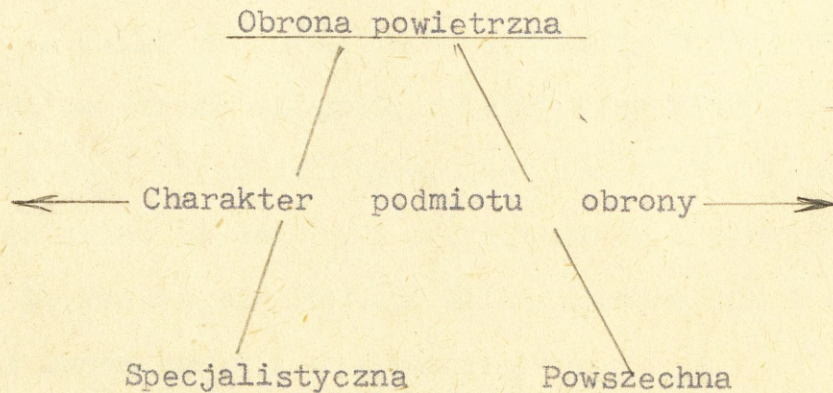 Obrona powietrzna
Charakter podmiotu obrony
Specjalistyczna Powszechna